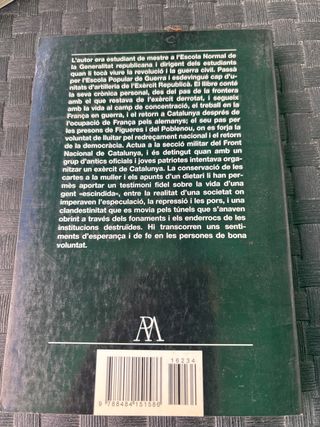 L'autor era estudiant de mestre a l'Escola Normal de
la Generalitat republicana i dirigent dels estudiants
quan li tocà viure la revolució i la guerra civil. Passà
per l'Escola Popular de Guerra i esdevingué cap d'u-
nitats d'artilleria de l'Exèrcit Republicà. El llibre conté
la seva crònica personal, des del pas de la frontera
amb el que restava de l'exèrcit derrotat, i segueix
amb la vida al camp de concentració, el treball en la
França en guerra, i el retorn a Catalunya després de
l'ocupació de França pels alemanys; el seu pas per
les presons de Figueres i del Poblenou, on es forja la
voluntat de lluitar pel redreçament nacional i el retorn
de la democràcia. Actua a la secció militar del Front
Nacional de Catalunya, i és detingut quan amb un
grup d'antics oficials i joves patriotes intentava orga-
nitzar un exèrcit de Catalunya. La conservació de les
cartes a la muller i els apunts d'un dietari li han per-
mès aportar un testimoni fidel sobre la vida d'una
gent «escindida», entre la realitat d'una societat on
imperaven l'especulació, la repressió i les pors, i una
clandestinitat que es movia pels túnels que s'anaven
obrint a través dels fonaments i els enderrocs de les
institucions destruïdes. Hi transcorren uns senti-
ments d'esperança i de fe en les persones de bona
voluntat.
PAM
16234
9 788484 151586